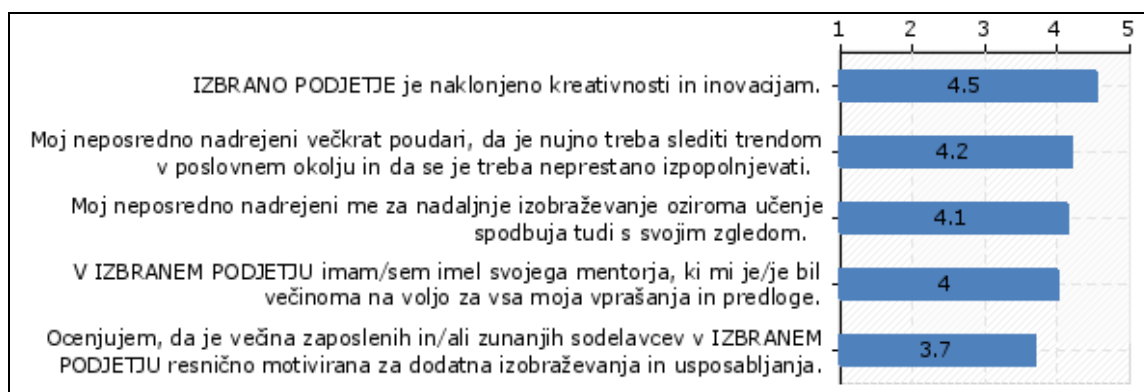 1 2 3 4 5
IZBRANO PODJETJE je naklonjeno kreativnosti in inovacijam.
4.5
Moj neposredno nadrejeni večkrat poudari, da je nujno treba slediti trendom
v poslovnem okolju in da se je treba neprestano izpopolnjevati.
4.2
Moj neposredno nadrejeni me za nadaljnje izobraževanje oziroma učenje
spodbuja tudi s svojim zgledom.
4.1
V IZBRANEM PODJETJU imam/sem imel svojega mentorja, ki mi je/je bil
večinoma na voljo za vsa moja vprašanja in predloge.
4
Ocenjujem, da je večina zaposlenih in/ali zunanjih sodelavcev v IZBRANEM
PODJETJU resnično motivirana za dodatna izobraževanja in usposabljanja.
3.7